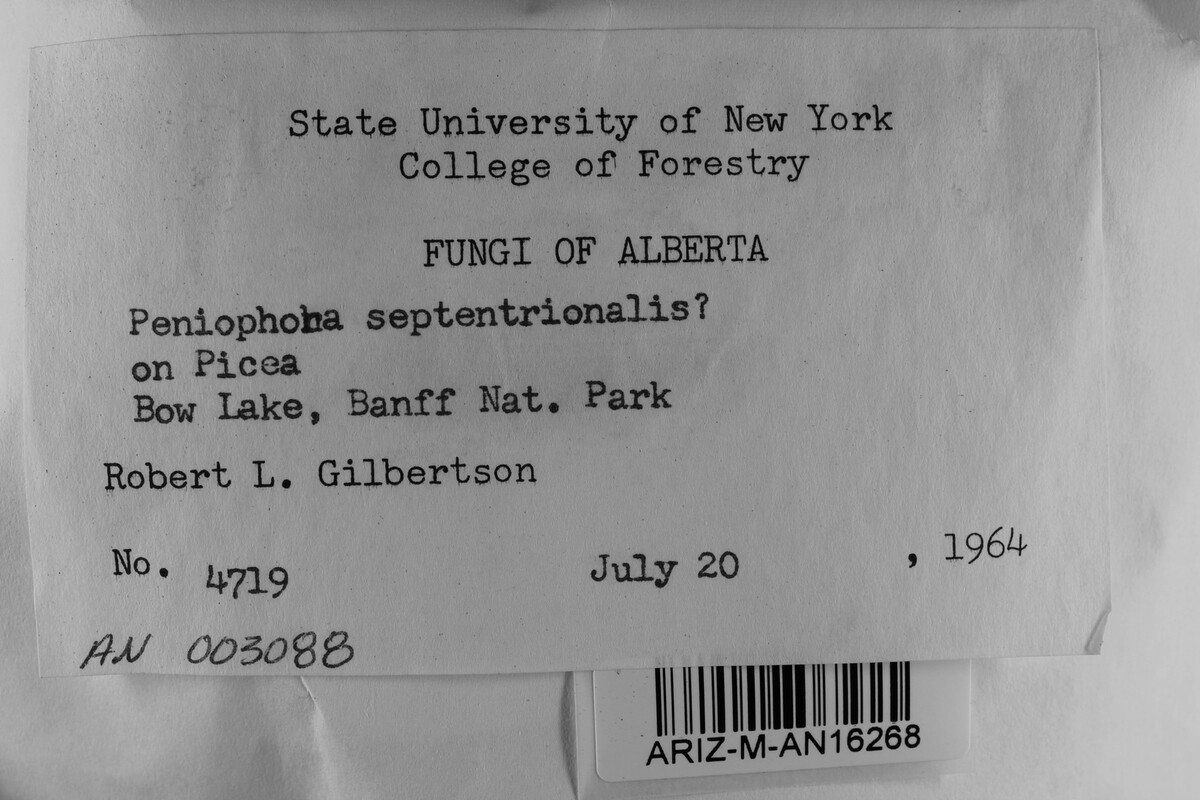 State University of New York
College of Forestry
FUNGI OF ALBERTA
Peniophora septentrionalis?
on Picea
Bow Lake, Banff Nat. Park
Robert L. Gilbertson
No. 4719 July 20 , 1964
AN 003088
ARIZ-M-AN16268